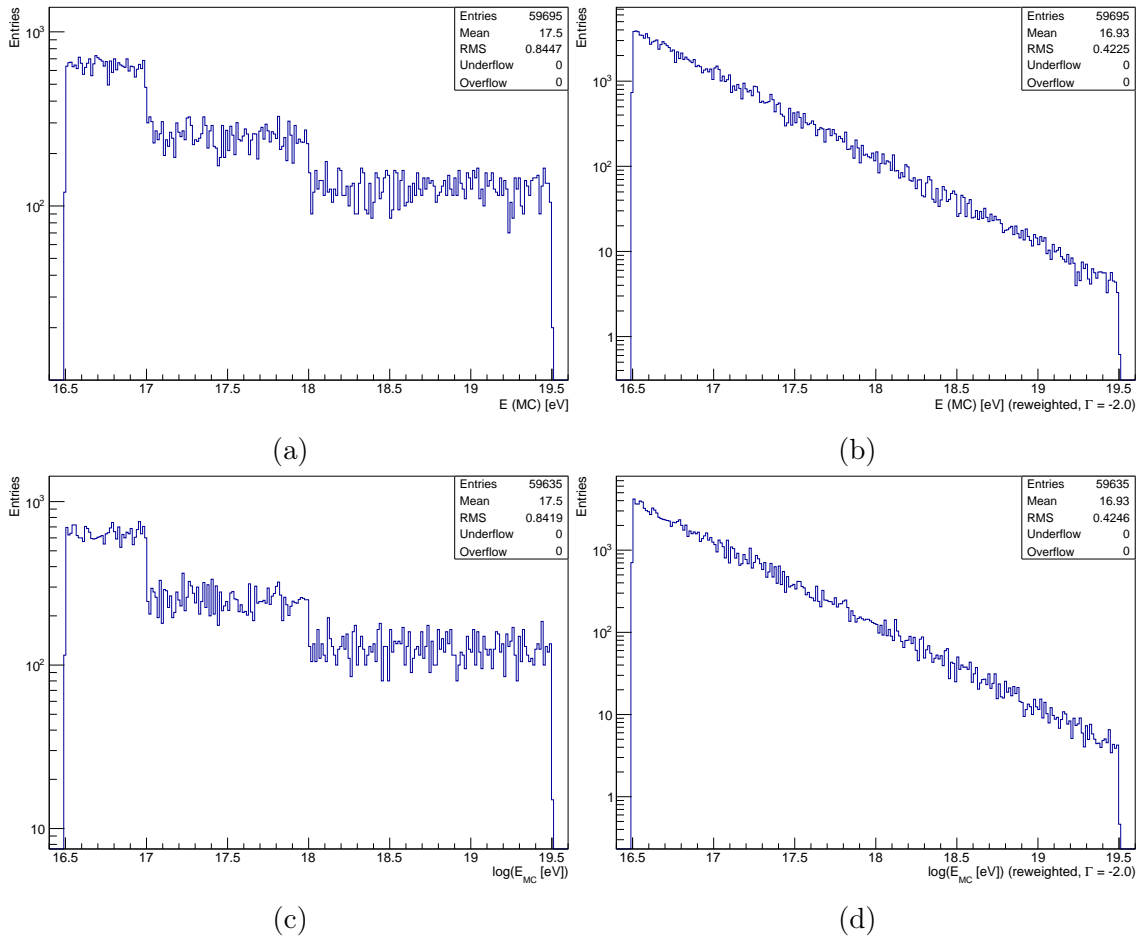 Entries
Entries 59695
Mean 17.5
RMS 0.8447
Underflow 0
Overflow 0
10³
10²
16.5 17 17.5 18 18.5 19 19.5
E (MC) [eV]
(a)
Entries
Entries 59695
Mean 16.93
RMS 0.4225
Underflow 0
Overflow 0
10³
10²
10
1
16.5 17 17.5 18 18.5 19 19.5
E (MC) [eV] (reweighted, Γ = -2.0)
(b)
Entries
Entries 59635
Mean 17.5
RMS 0.8419
Underflow 0
Overflow 0
10³
10²
10
16.5 17 17.5 18 18.5 19 19.5
log(E_MC [eV])
(c)
Entries
Entries 59635
Mean 16.93
RMS 0.4246
Underflow 0
Overflow 0
10³
10²
10
1
16.5 17 17.5 18 18.5 19 19.5
log(E_MC [eV]) (reweighted, Γ = -2.0)
(d)